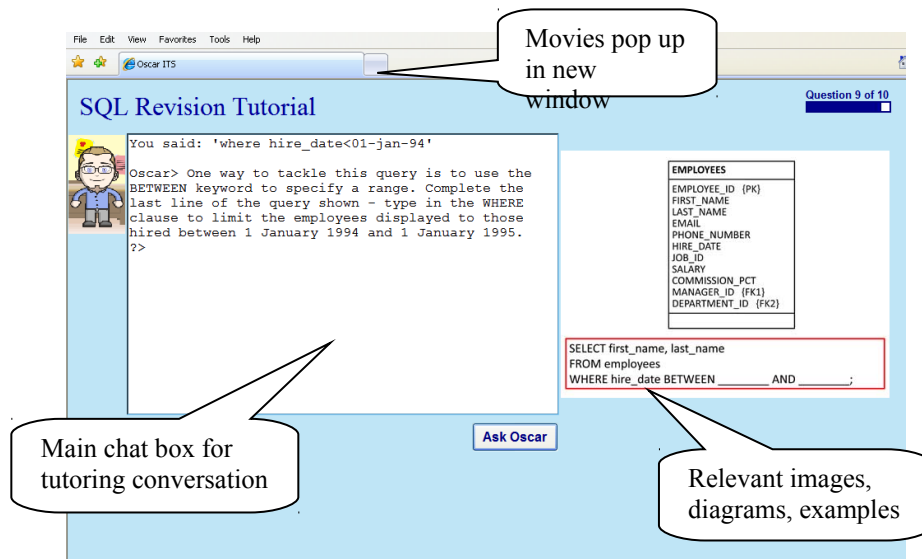 File Edit View Favorites Tools Help
Oscar ITS
Movies pop up
in new
window
SQL Revision Tutorial
Question 9 of 10
You said: 'where hire_date<01-jan-94'
Oscar> One way to tackle this query is to use the
BETWEEN keyword to specify a range. Complete the
last line of the query shown - type in the WHERE
clause to limit the employees displayed to those
hired between 1 January 1994 and 1 January 1995.
?>
EMPLOYEES
EMPLOYEE_ID {PK}
FIRST_NAME
LAST_NAME
EMAIL
PHONE_NUMBER
HIRE_DATE
JOB_ID
SALARY
COMMISSION_PCT
MANAGER_ID {FK1}
DEPARTMENT_ID {FK2}
SELECT first_name, last_name
FROM employees
WHERE hire_date BETWEEN ________ AND ________;
Ask Oscar
Main chat box for
tutoring conversation
Relevant images,
diagrams, examples